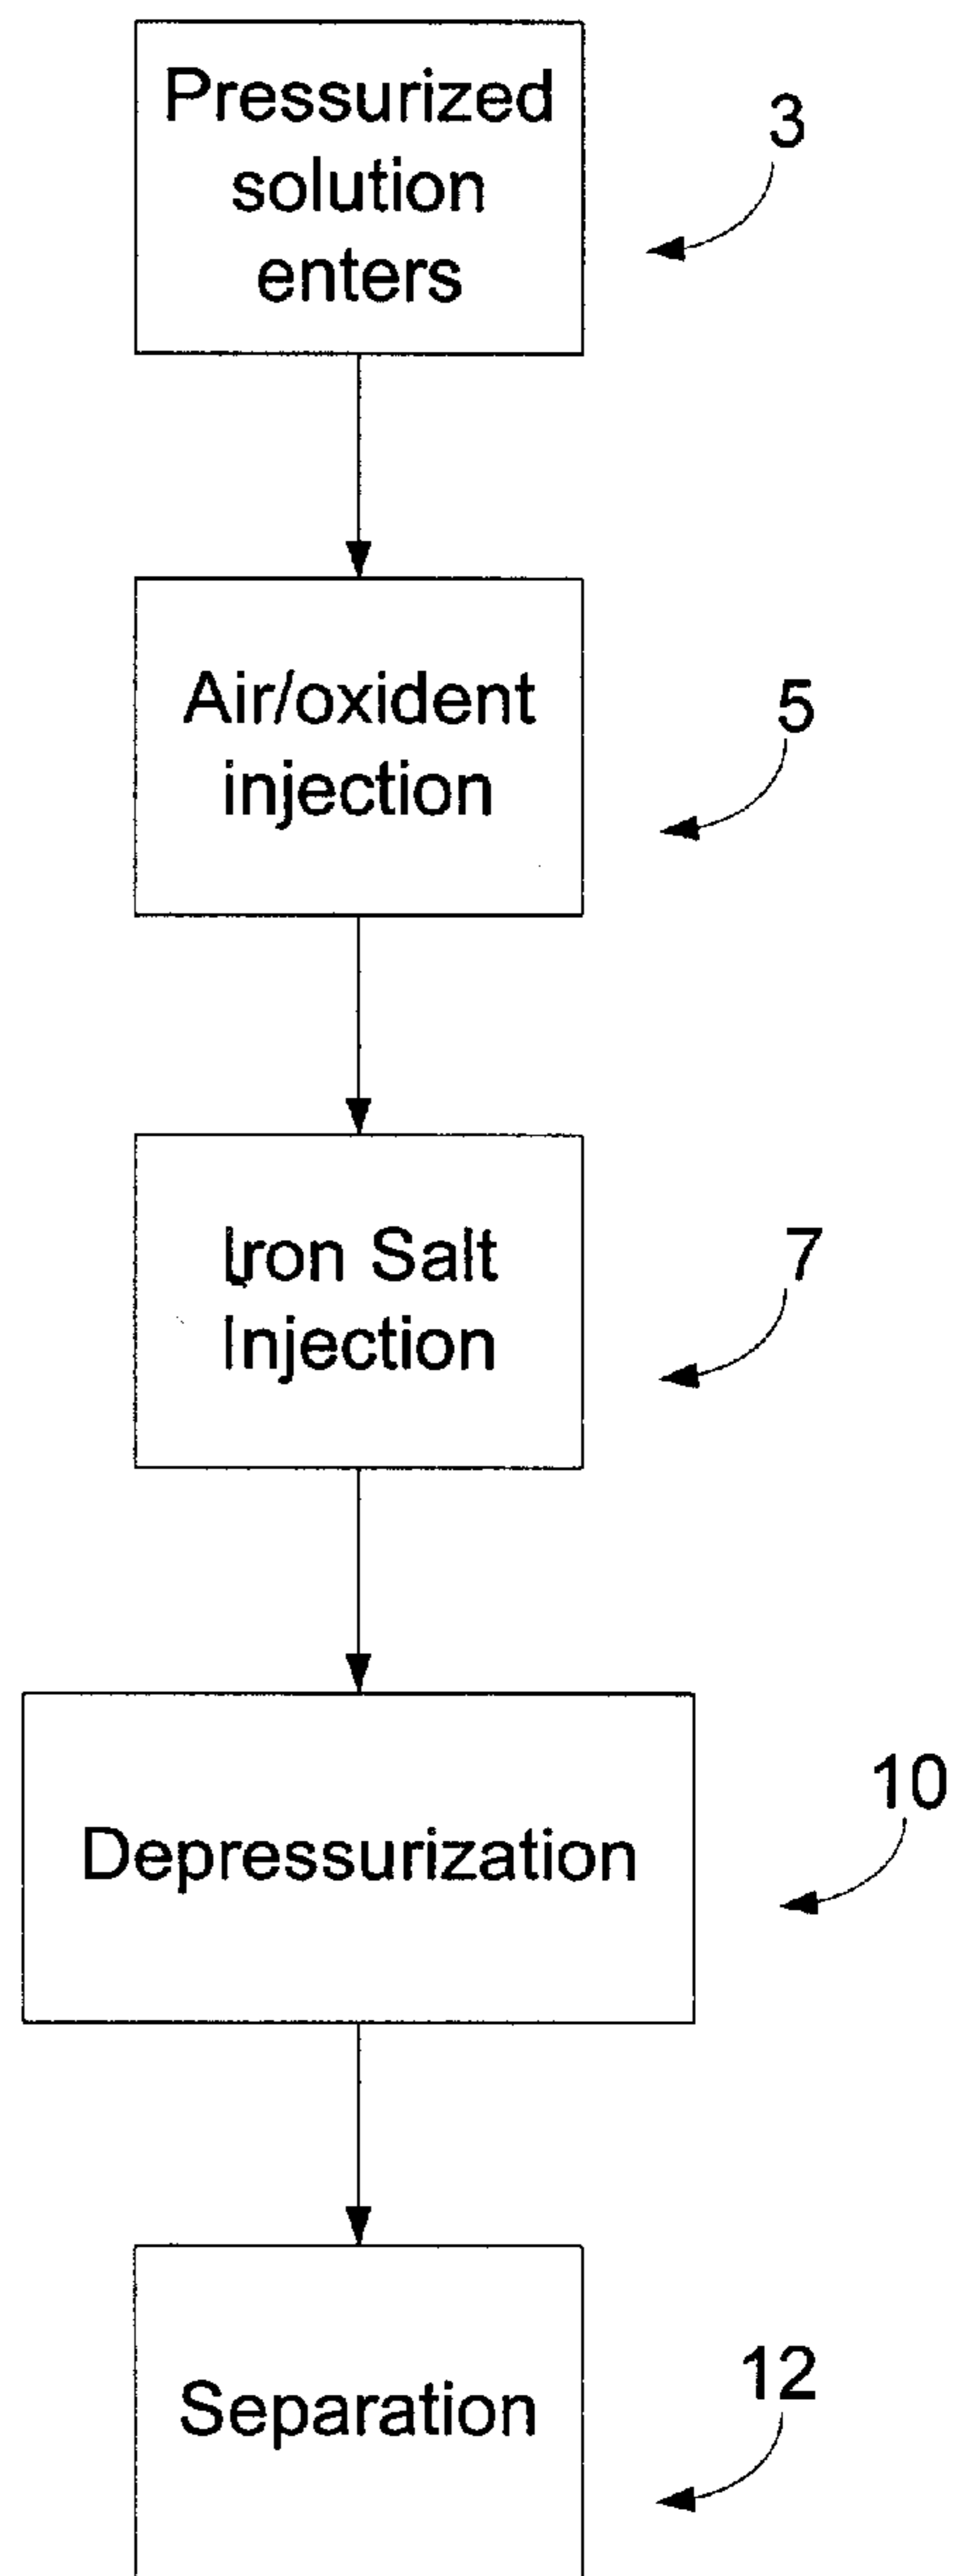 Pressurized
solution
enters
3
Air/oxident
injection
5
Iron Salt
Injection
7
Depressurization
10
Separation
12